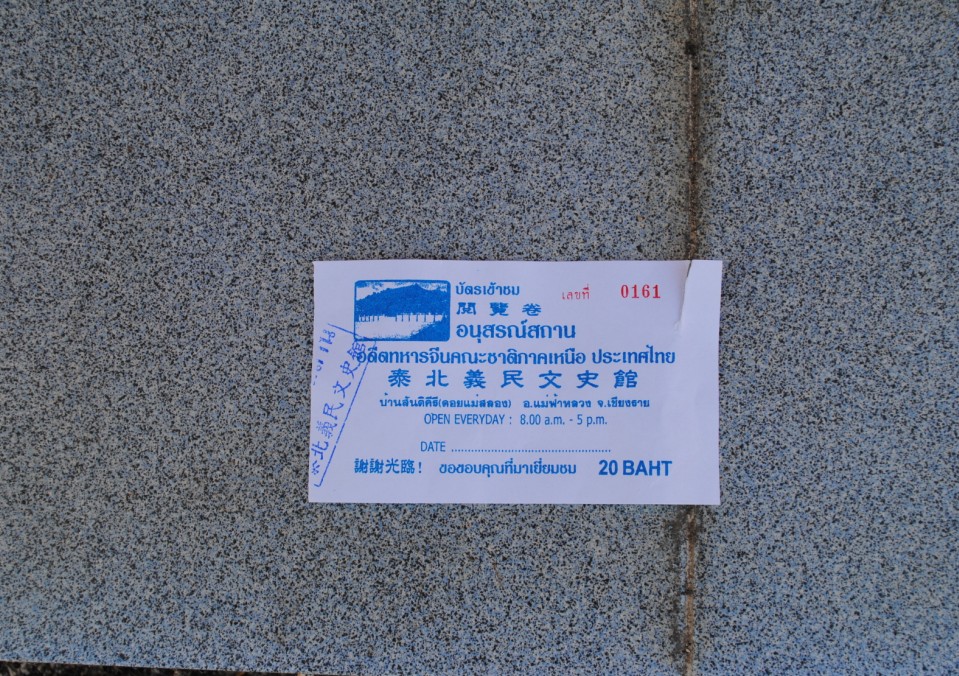 บัตรเข้าชม
เลขที่ 0161
閱覽卷
อนุสรณ์สถาน
อดีตทหารจีนคณะชาติภาคเหนือ ประเทศไทย
泰北義民文史館
บ้านสันติคีรี(ดอยแม่สลอง) อ.แม่ฟ้าหลวง จ.เชียงราย
OPEN EVERYDAY : 8.00 a.m. - 5 p.m.
DATE ................................................
謝謝光臨! ขอขอบคุณที่มาเยี่ยมชม 20 BAHT
泰北義民文史館